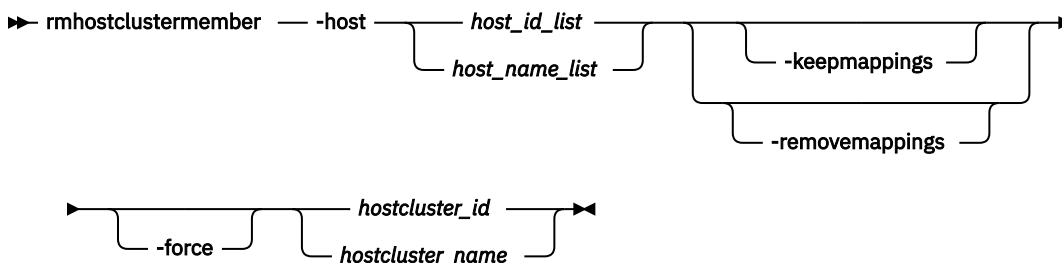 rmhostclustermember -host host_id_list
host_name_list
-keepmappings
-removemappings
hostcluster_id
-force
hostcluster_name